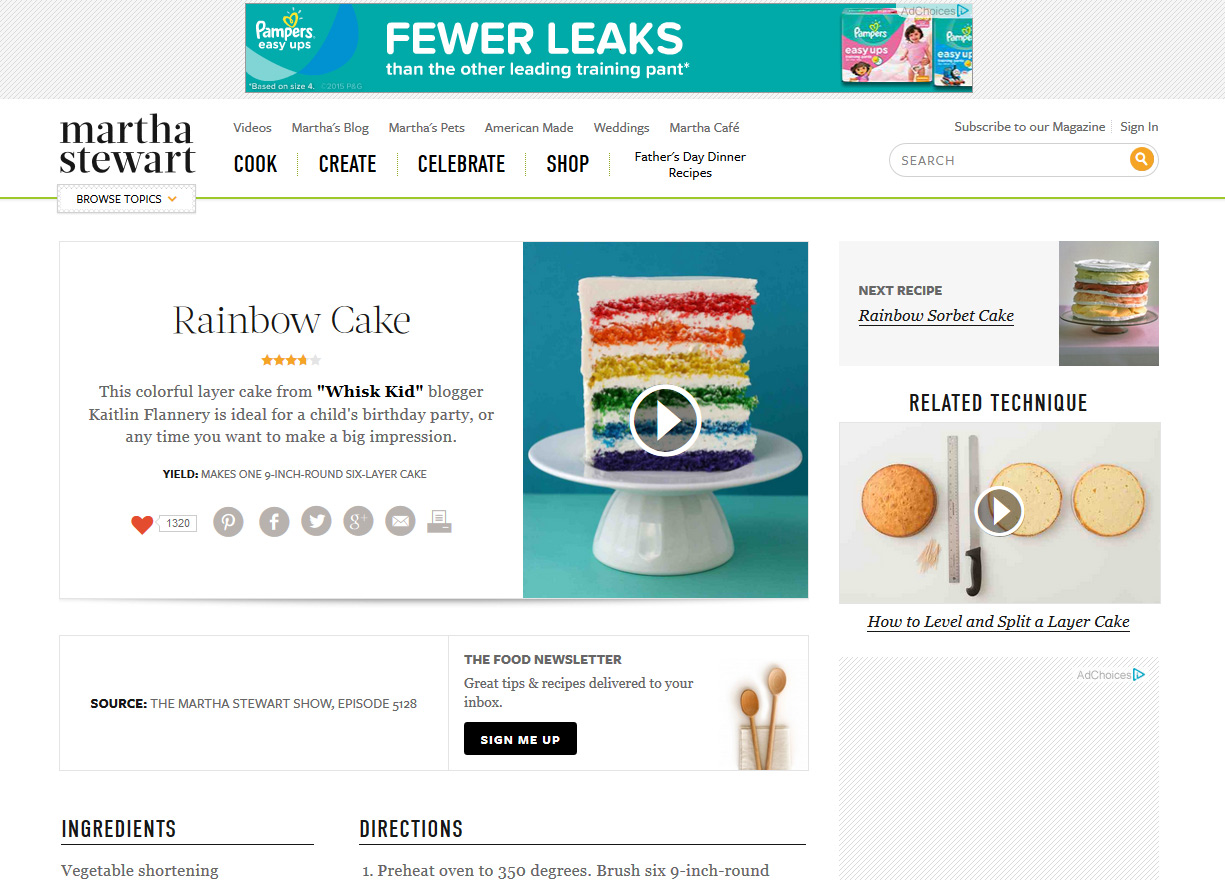 Pampers
easy ups
FEWER LEAKS
than the other leading training pant*
*Based on size 4. ©2015 P&G
AdChoices
Pampers
easy ups
Pampe
easy up
martha
stewart
Videos Martha's Blog Martha's Pets American Made Weddings Martha Café
Subscribe to our Magazine Sign In
COOK CREATE CELEBRATE SHOP
Father's Day Dinner
Recipes
SEARCH
BROWSE TOPICS
Rainbow Cake
This colorful layer cake from "Whisk Kid" blogger
Kaitlin Flannery is ideal for a child's birthday party, or
any time you want to make a big impression.
YIELD: MAKES ONE 9-INCH-ROUND SIX-LAYER CAKE
1320
NEXT RECIPE
Rainbow Sorbet Cake
RELATED TECHNIQUE
How to Level and Split a Layer Cake
SOURCE: THE MARTHA STEWART SHOW, EPISODE 5128
THE FOOD NEWSLETTER
Great tips & recipes delivered to your
inbox.
SIGN ME UP
AdChoices
INGREDIENTS
Vegetable shortening
DIRECTIONS
1. Preheat oven to 350 degrees. Brush six 9-inch-round